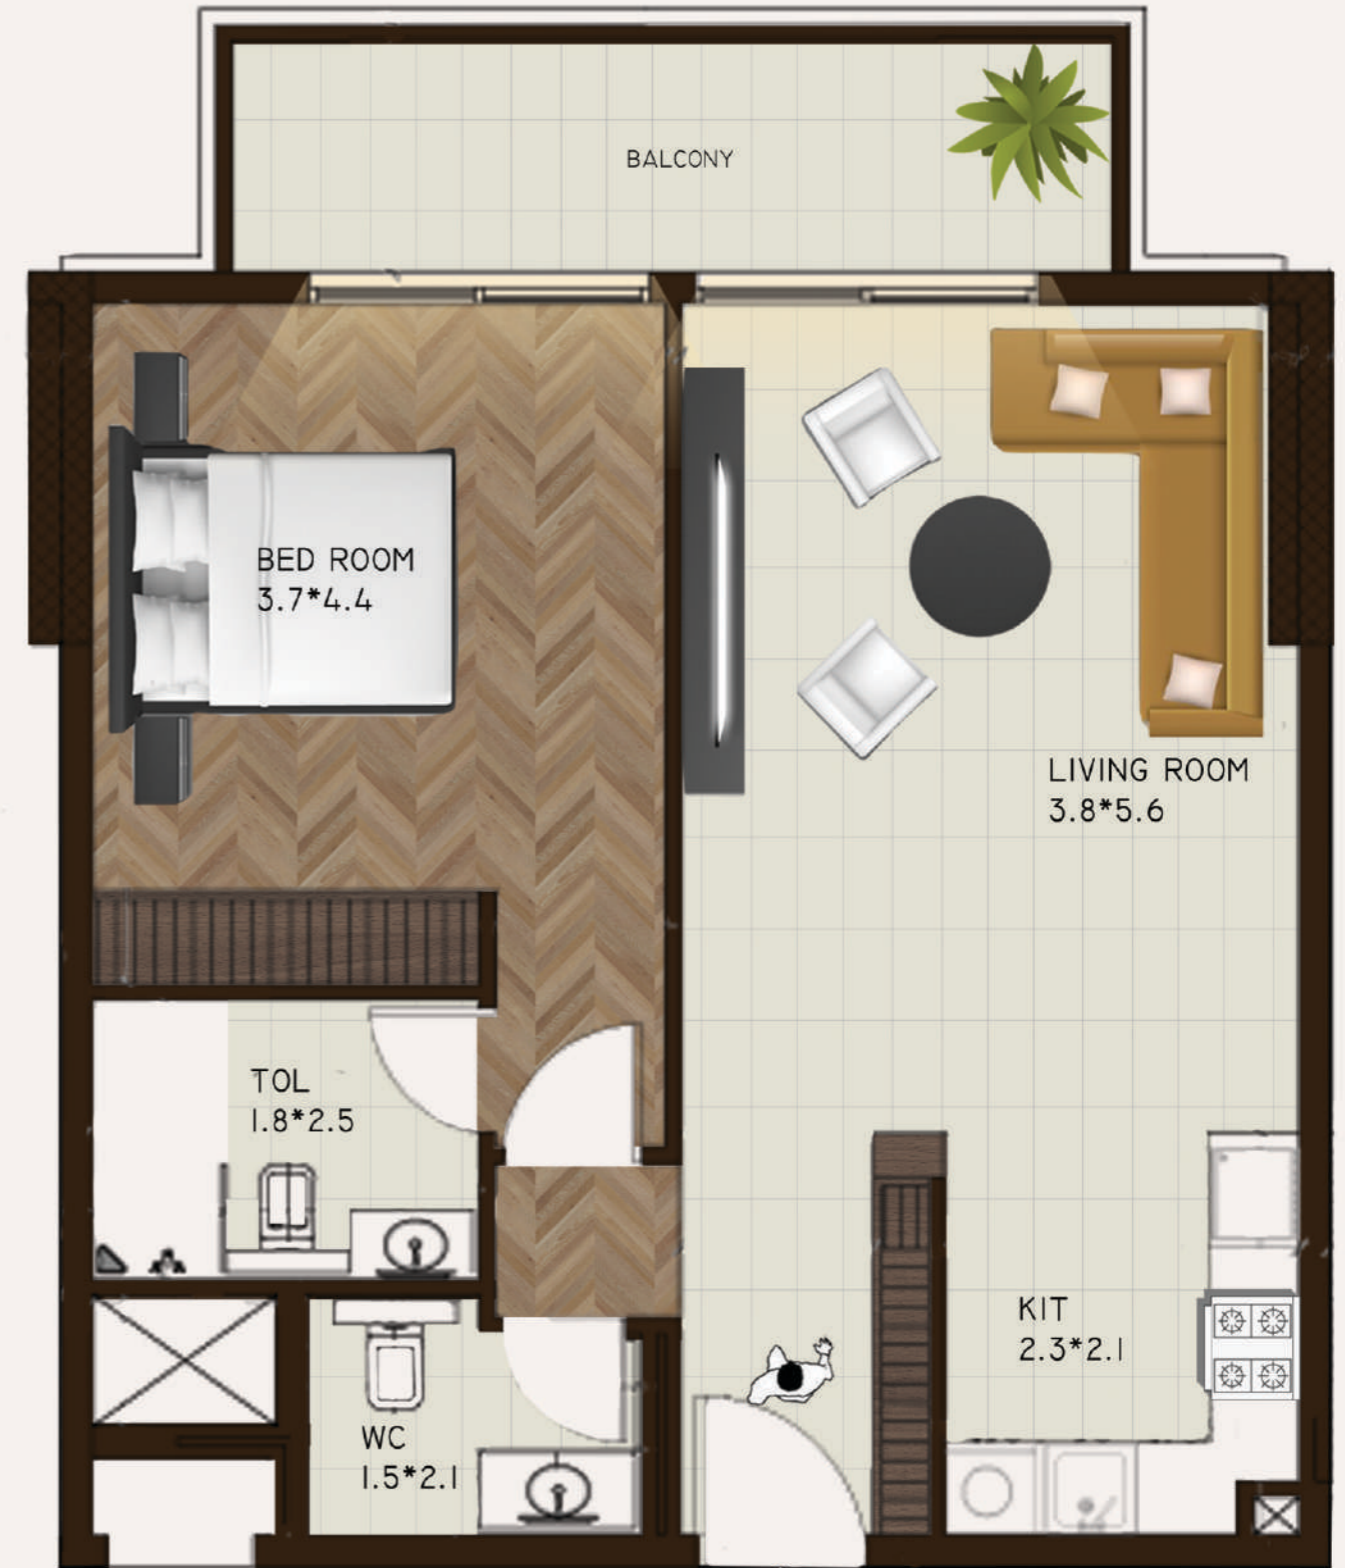 BALCONY
BED ROOM
3.7*4.4
LIVING ROOM
3.8*5.6
TOL
1.8*2.5
KIT
2.3*2.1
WC
1.5*2.1